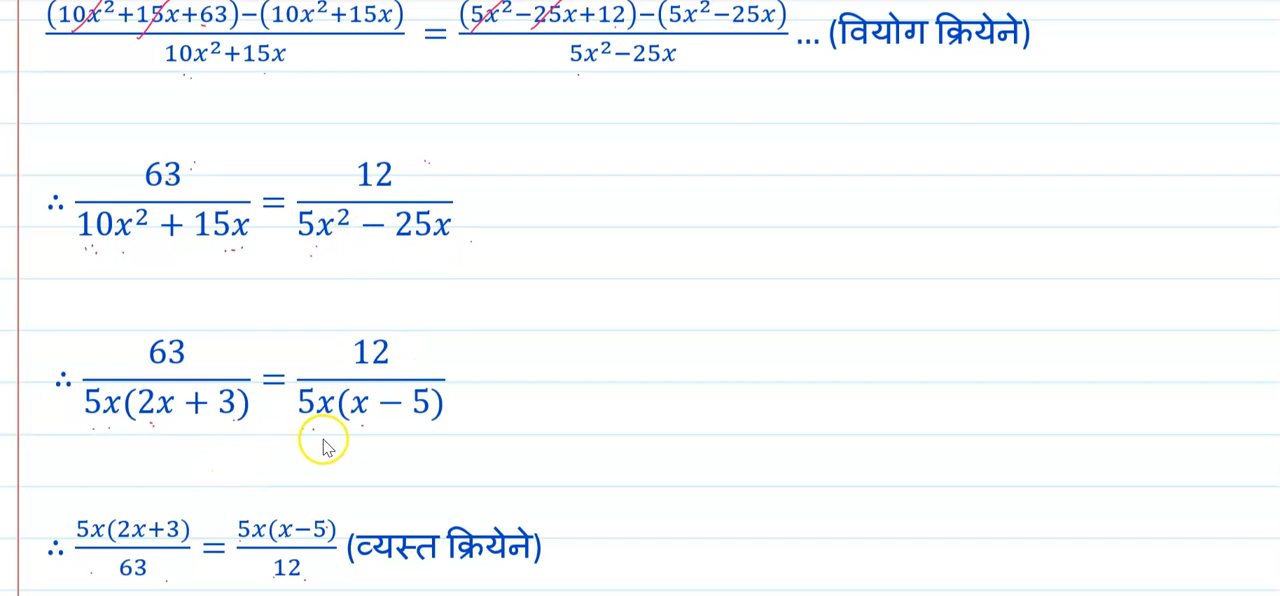 (10x²+15x+63)−(10x²+15x) / 10x²+15x = (5x²−25x+12)−(5x²−25x) / 5x²−25x ... (वियोग क्रियेने)
∴ 63 / 10x² + 15x = 12 / 5x² − 25x
∴ 63 / 5x(2x + 3) = 12 / 5x(x − 5)
∴ 5x(2x+3) / 63 = 5x(x−5) / 12 (व्यस्त क्रियेने)